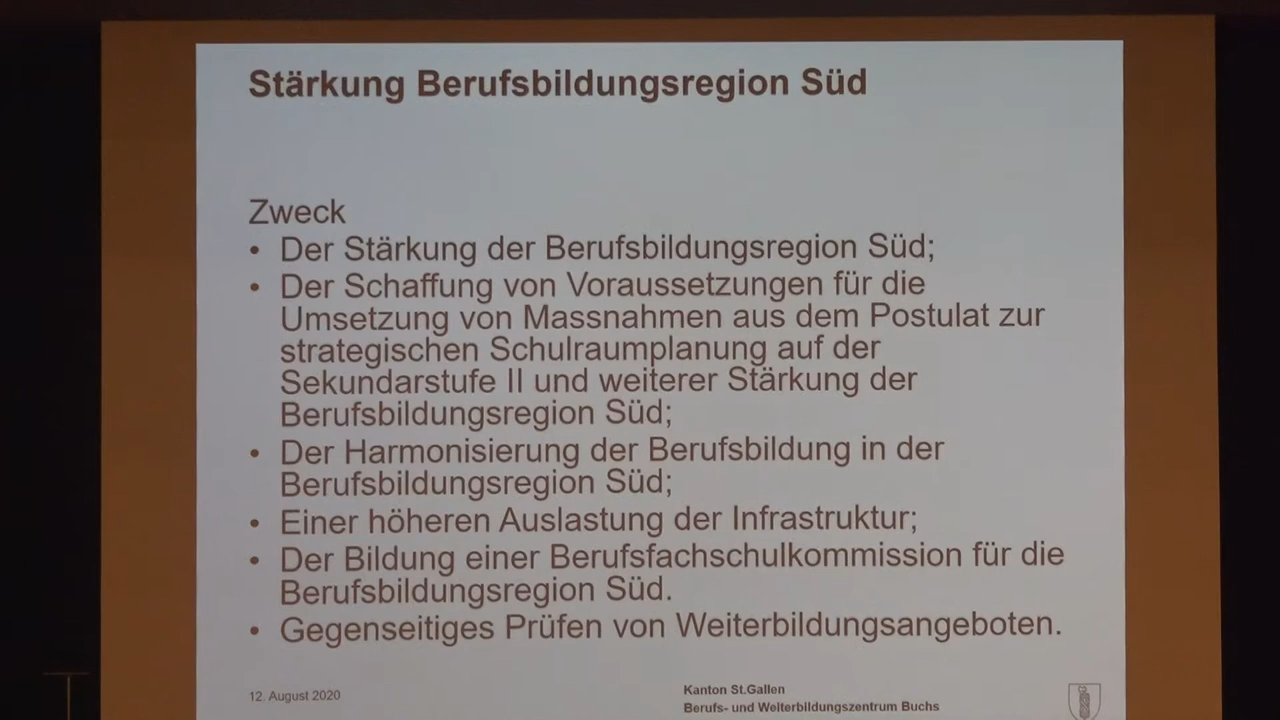 Stärkung Berufsbildungsregion Süd
Zweck
• Der Stärkung der Berufsbildungsregion Süd;
• Der Schaffung von Voraussetzungen für die
Umsetzung von Massnahmen aus dem Postulat zur
strategischen Schulraumplanung auf der
Sekundarstufe II und weiterer Stärkung der
Berufsbildungsregion Süd;
• Der Harmonisierung der Berufsbildung in der
Berufsbildungsregion Süd;
• Einer höheren Auslastung der Infrastruktur;
• Der Bildung einer Berufsfachschulkommission für die
Berufsbildungsregion Süd.
• Gegenseitiges Prüfen von Weiterbildungsangeboten.
12. August 2020
Kanton St.Gallen
Berufs- und Weiterbildungszentrum Buchs